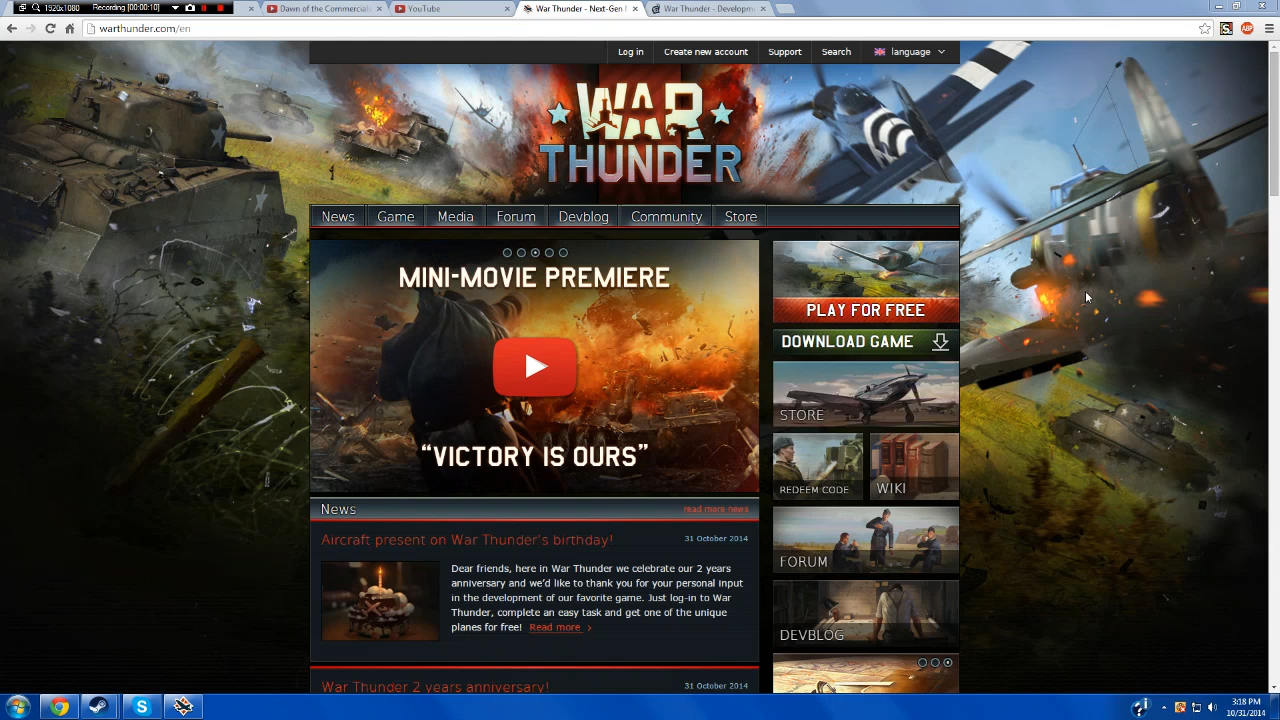 1920x1080 Recording [00:00:10]
Dawn of the Commercials
YouTube
War Thunder - Next-Gen
War Thunder - Developm
warthunder.com/en
ABP
Log in
Create new account
Support
Search
language
WAR
THUNDER
News
Game
Media
Forum
Devblog
Community
Store
MINI-MOVIE PREMIERE
“VICTORY IS OURS”
PLAY FOR FREE
DOWNLOAD GAME
STORE
REDEEM CODE
WIKI
FORUM
DEVBLOG
News
read more news
Aircraft present on War Thunder's birthday!
31 October 2014
Dear friends, here in War Thunder we celebrate our 2 years
anniversary and we'd like to thank you for your personal input
in the development of our favorite game. Just log-in to War
Thunder, complete an easy task and get one of the unique
planes for free! Read more ›
War Thunder 2 years anniversary!
31 October 2014
3:18 PM
10/31/2014